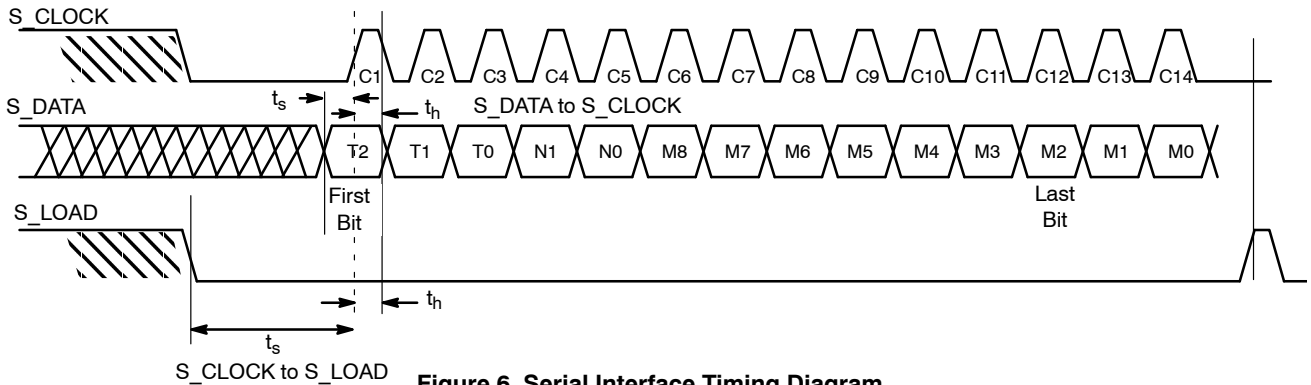 S_CLOCK
C1 C2 C3 C4 C5 C6 C7 C8 C9 C10 C11 C12 C13 C14
ts
S_DATA
th
S_DATA to S_CLOCK
T2 T1 T0 N1 N0 M8 M7 M6 M5 M4 M3 M2 M1 M0
First
Bit
Last
Bit
S_LOAD
th
ts
S_CLOCK to S_LOAD
Figure 6. Serial Interface Timing Diagram